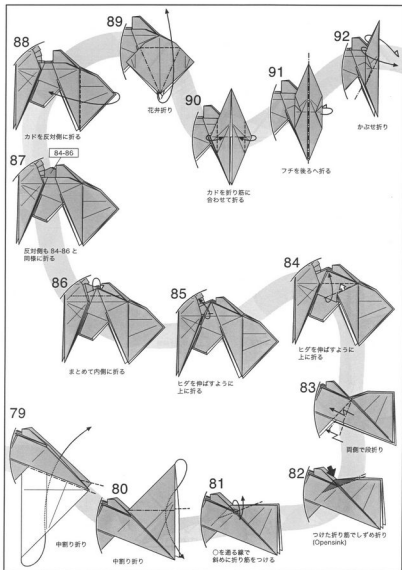 88
カドを反対側に折る
89
花弁折り
90
カドを折り筋に
合わせて折る
91
フチを後ろへ折る
92
かぶせ折り
87
84-86
反対側も 84-86 と
同様に折る
86
まとめて内側に折る
85
ヒダを伸ばすように
上に折る
84
ヒダを伸ばすように
上に折る
83
両側で段折り
79
中割り折り
80
中割り折り
81
○を通る線で
斜めに折り筋をつける
82
つけた折り筋でしずめ折り
(Opensink)